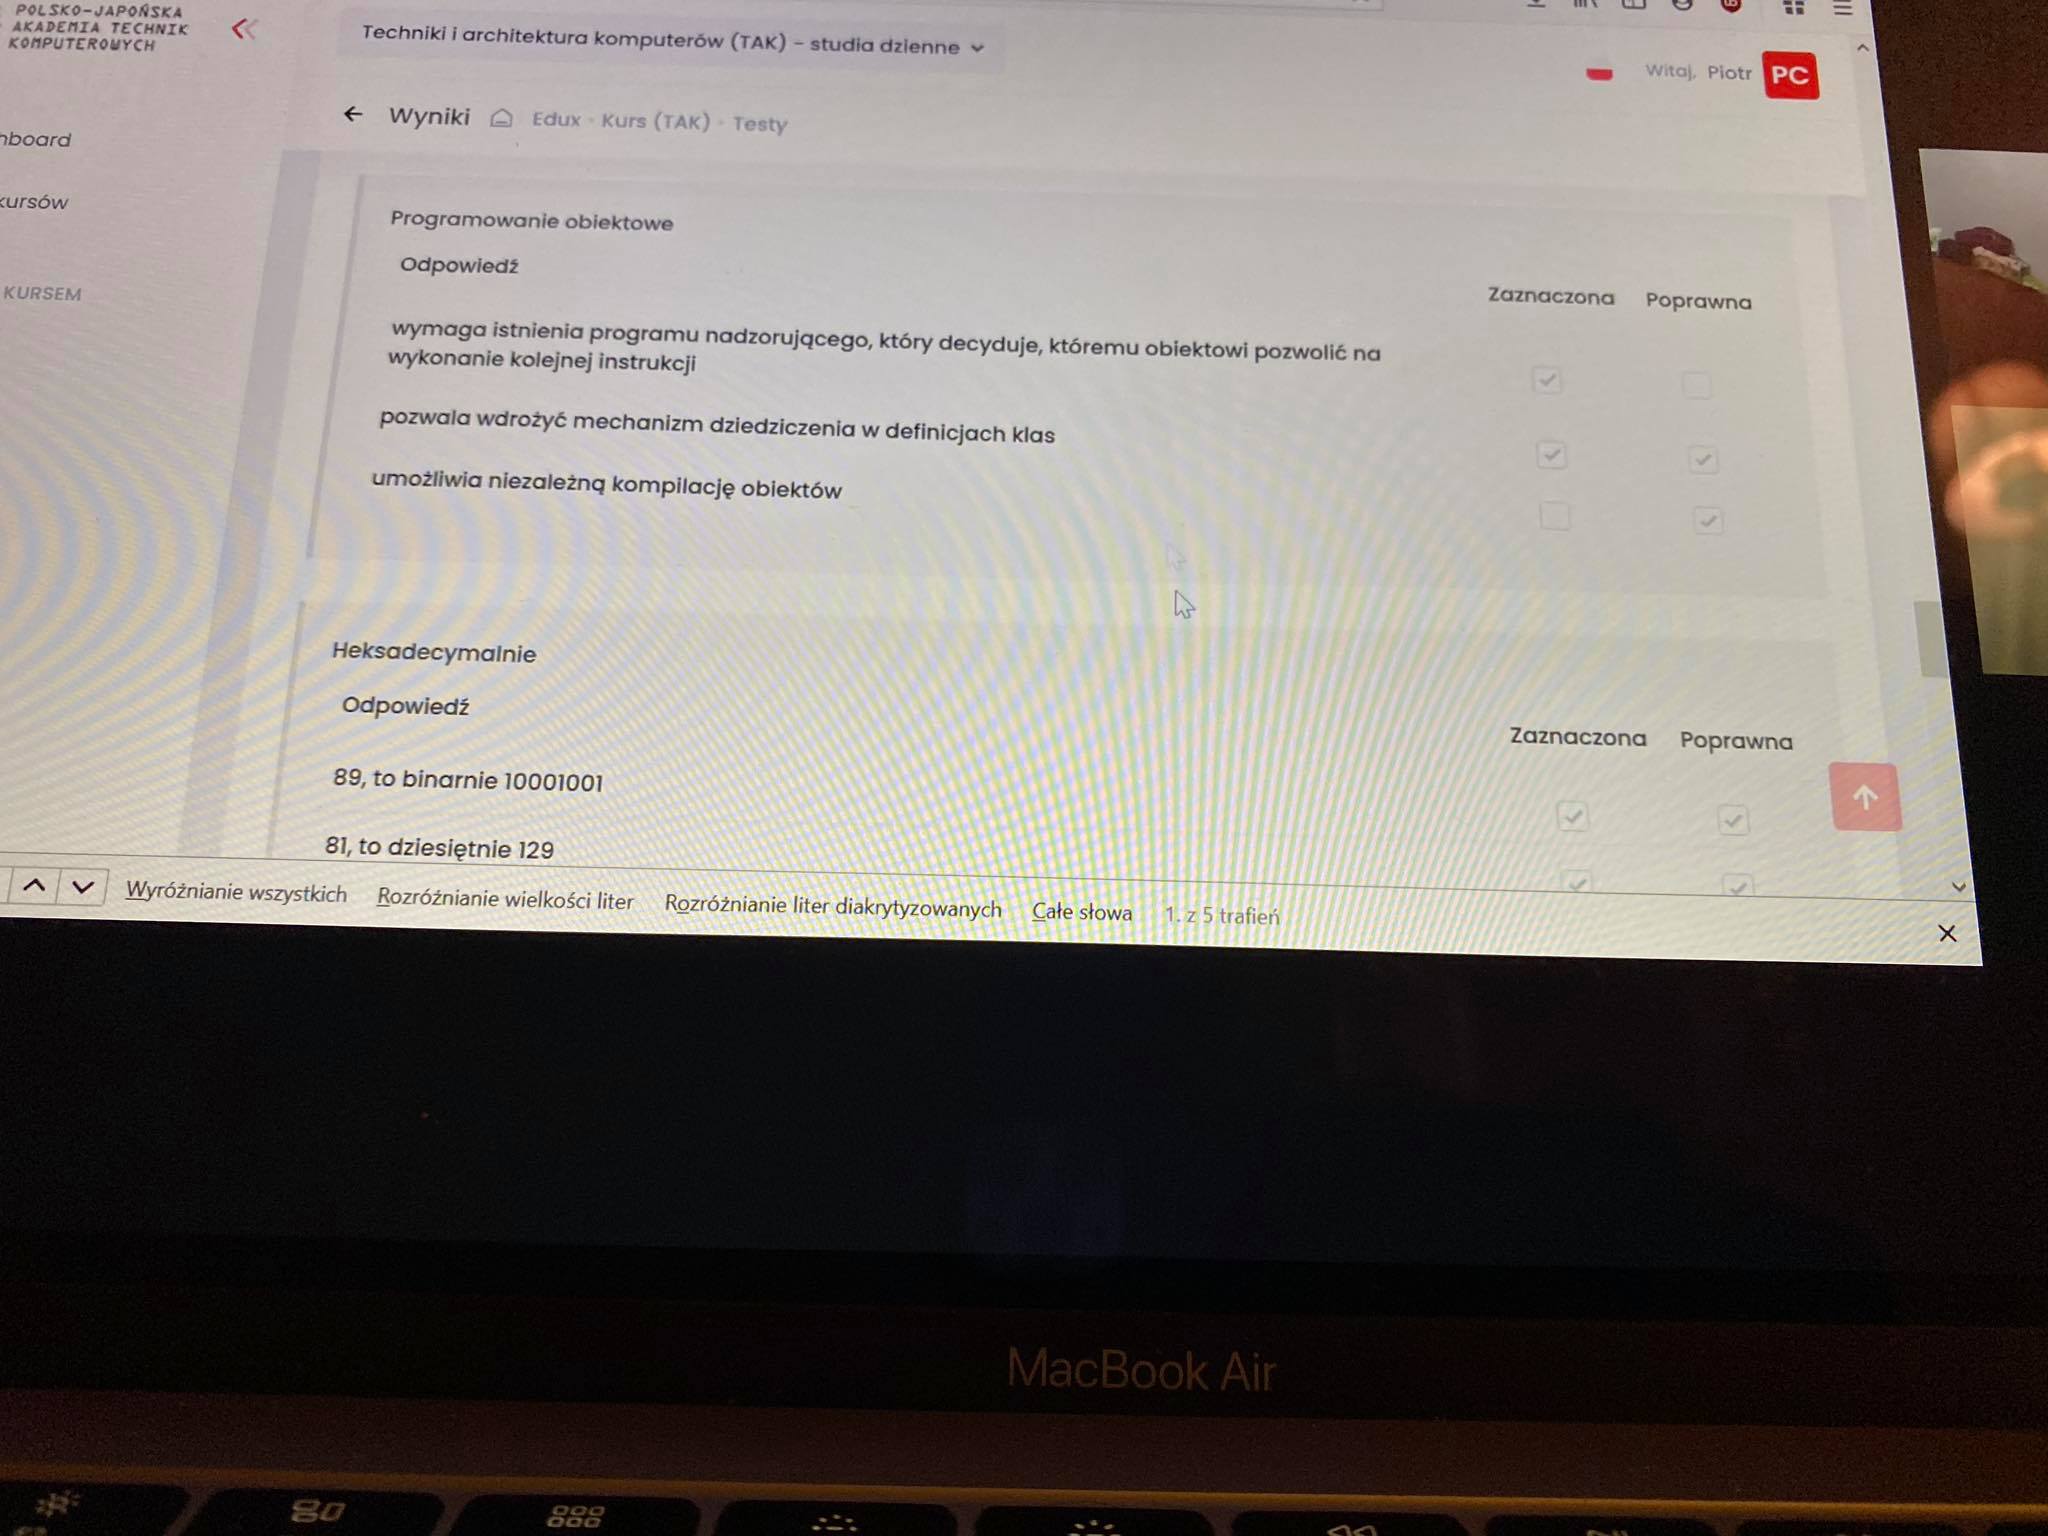 POLSKO-JAPOŃSKA
AKADEMIA TECHNIK
KOMPUTEROWYCH
Techniki i architektura komputerów (TAK) - studia dzienne
Witaj, Piotr
PC
Wyniki
Edux · Kurs (TAK) · Testy
hboard
kursów
KURSEM
Programowanie obiektowe
Odpowiedź
Zaznaczona Poprawna
wymaga istnienia programu nadzorującego, który decyduje, któremu obiektowi pozwolić na
wykonanie kolejnej instrukcji
pozwala wdrożyć mechanizm dziedziczenia w definicjach klas
umożliwia niezależną kompilację obiektów
Heksadecymalnie
Odpowiedź
Zaznaczona Poprawna
89, to binarnie 10001001
81, to dziesiętnie 129
Wyróżnianie wszystkich Rozróżnianie wielkości liter Rozróżnianie liter diakrytyzowanych Całe słowa 1. z 5 trafień
MacBook Air